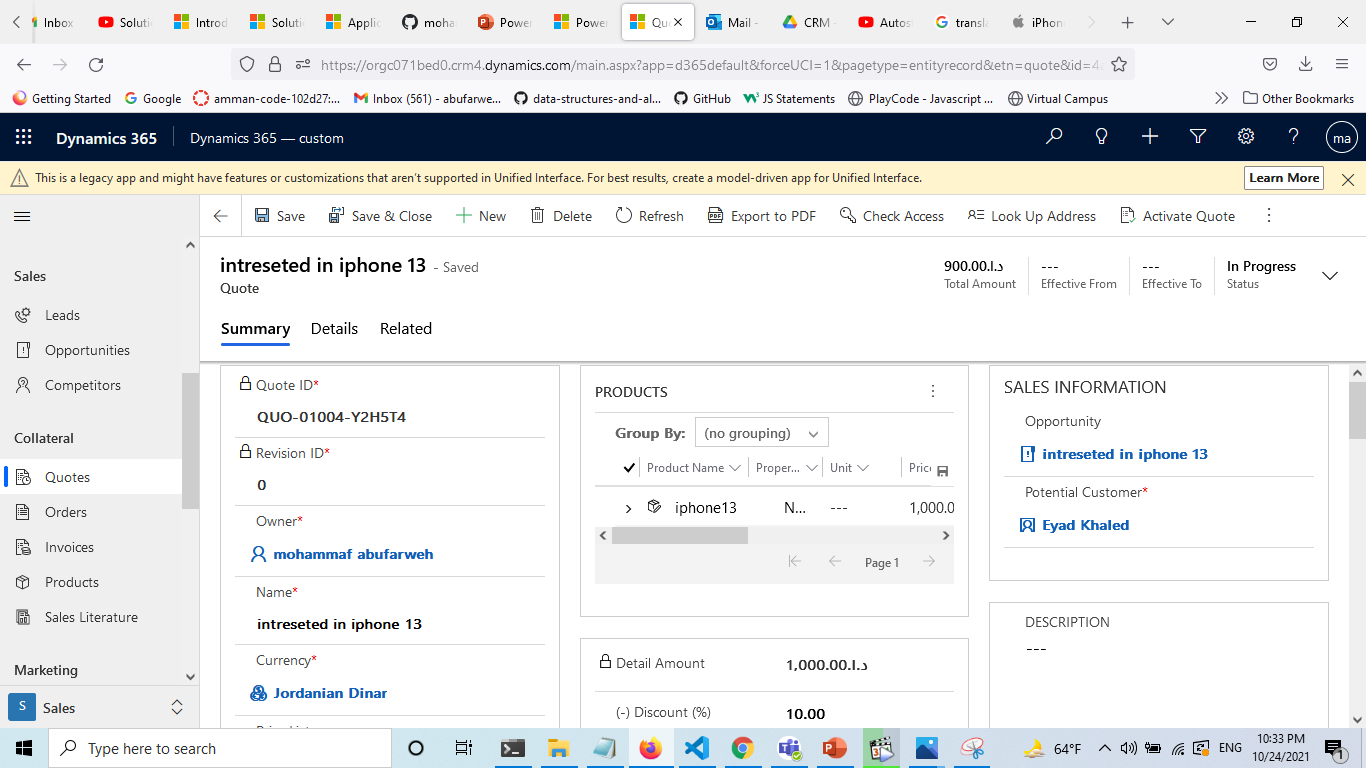 Inbox
Solutio
Introd
Solutio
Applic
moha
Power
Power
Quo
Mail -
CRM -
Autos
transla
iPhon
https://orgc071bed0.crm4.dynamics.com/main.aspx?app=d365default&forceUCI=1&pagetype=entityrecord&etn=quote&id=4
Getting Started
Google
amman-code-102d27:...
Inbox (561) - abufarwe...
data-structures-and-al...
GitHub
JS Statements
PlayCode - Javascript ...
Virtual Campus
Other Bookmarks
Dynamics 365
Dynamics 365 — custom
ma
This is a legacy app and might have features or customizations that aren't supported in Unified Interface. For best results, create a model-driven app for Unified Interface.
Learn More
Save
Save & Close
New
Delete
Refresh
Export to PDF
Check Access
Look Up Address
Activate Quote
Sales
Leads
Opportunities
Competitors
Collateral
Quotes
Orders
Invoices
Products
Sales Literature
Marketing
S Sales
intreseted in iphone 13 - Saved
Quote
د.ا.900.00
Total Amount
---
Effective From
---
Effective To
In Progress
Status
Summary
Details
Related
Quote ID*
QUO-01004-Y2H5T4
Revision ID*
0
Owner*
mohammaf abufarweh
Name*
intreseted in iphone 13
Currency*
Jordanian Dinar
PRODUCTS
Group By: (no grouping)
Product Name
Proper...
Unit
Price
iphone13
N...
---
1,000.0
Page 1
Detail Amount
د.ا.1,000.00
(-) Discount (%)
10.00
SALES INFORMATION
Opportunity
intreseted in iphone 13
Potential Customer*
Eyad Khaled
DESCRIPTION
---
Type here to search
64°F
ENG
10:33 PM
10/24/2021
1